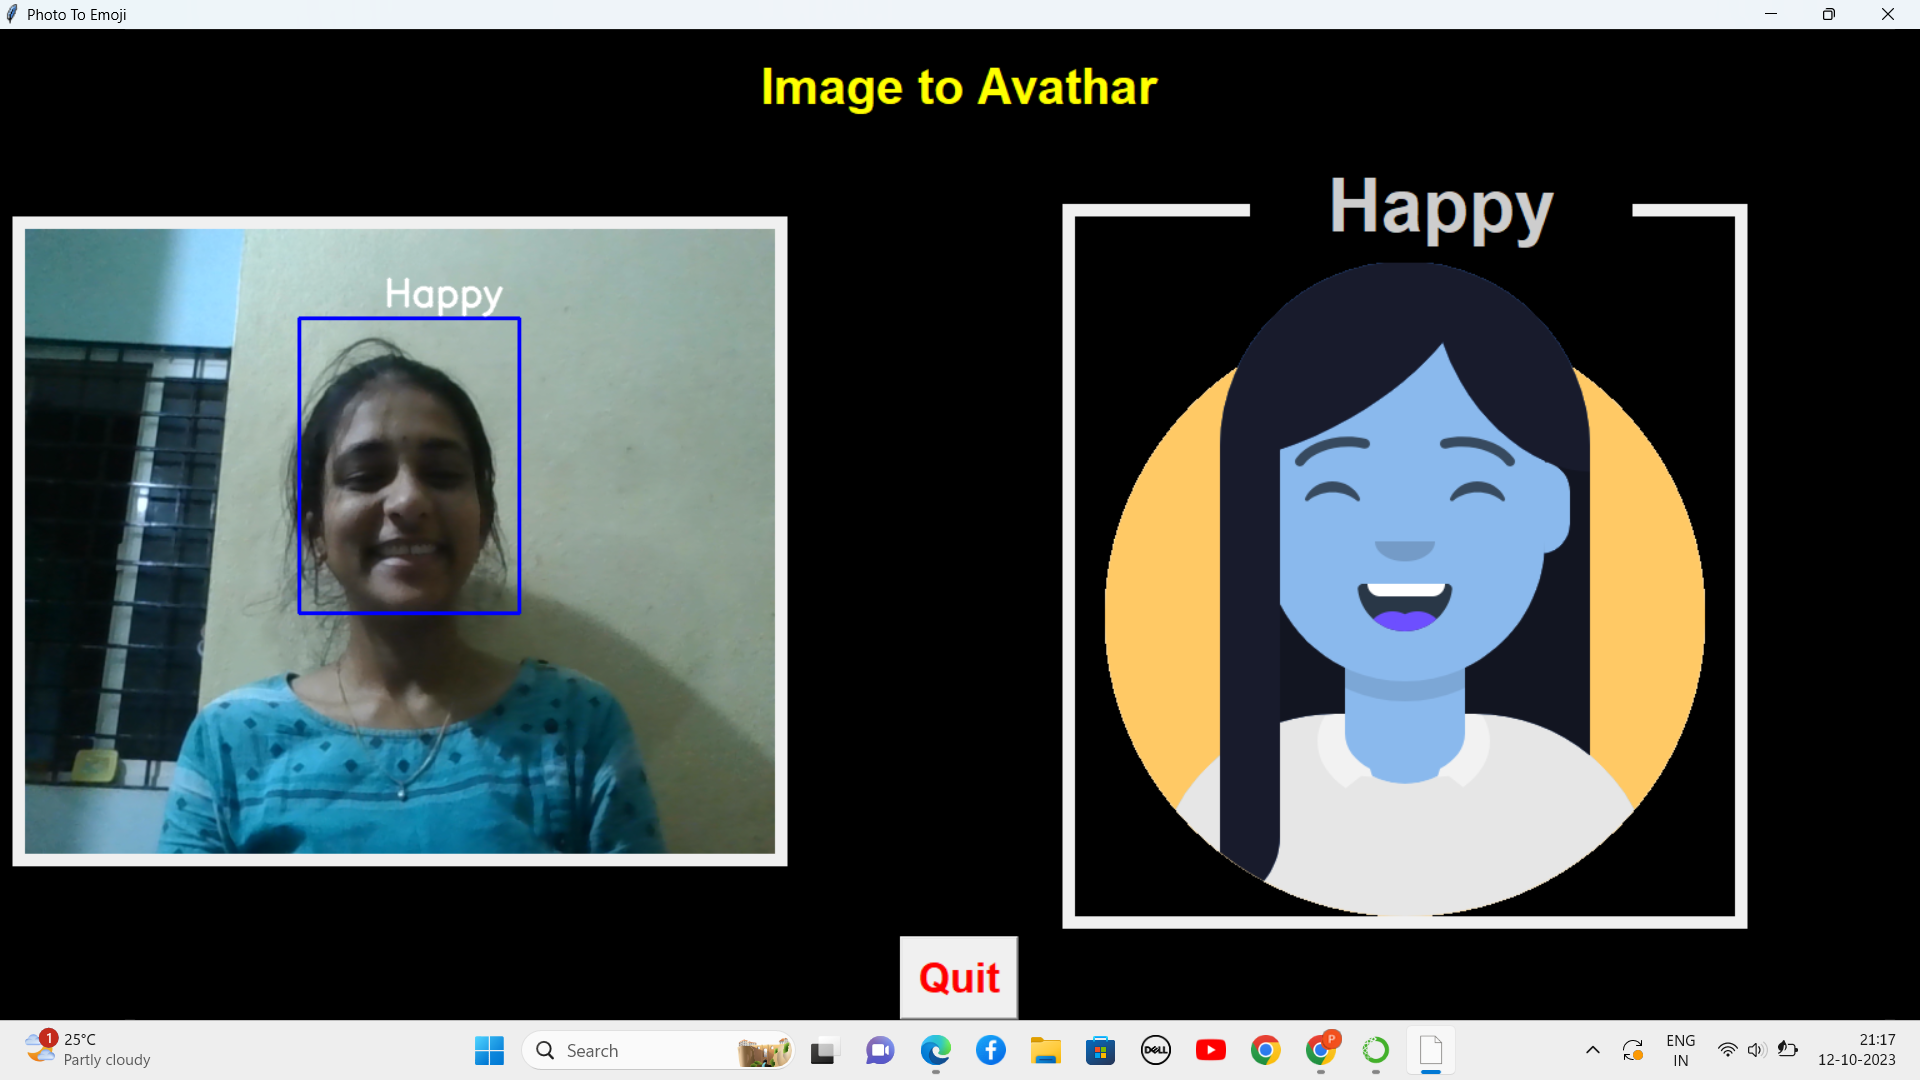 Photo To Emoji
Image to Avathar
Happy
Happy
Quit
1
25°C
Partly cloudy
Search
DELL
P
ENG
IN
21:17
12-10-2023